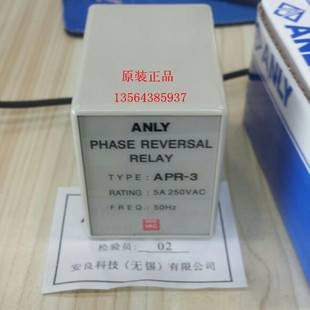 ANLY
原装正品
13564385937
ANLY
PHASE REVERSAL
RELAY
TYPE: APR-3
RATING: 5A 250VAC
FREQ.: 50Hz
VAC
检验员: 02
安良科技(无锡)有限公司